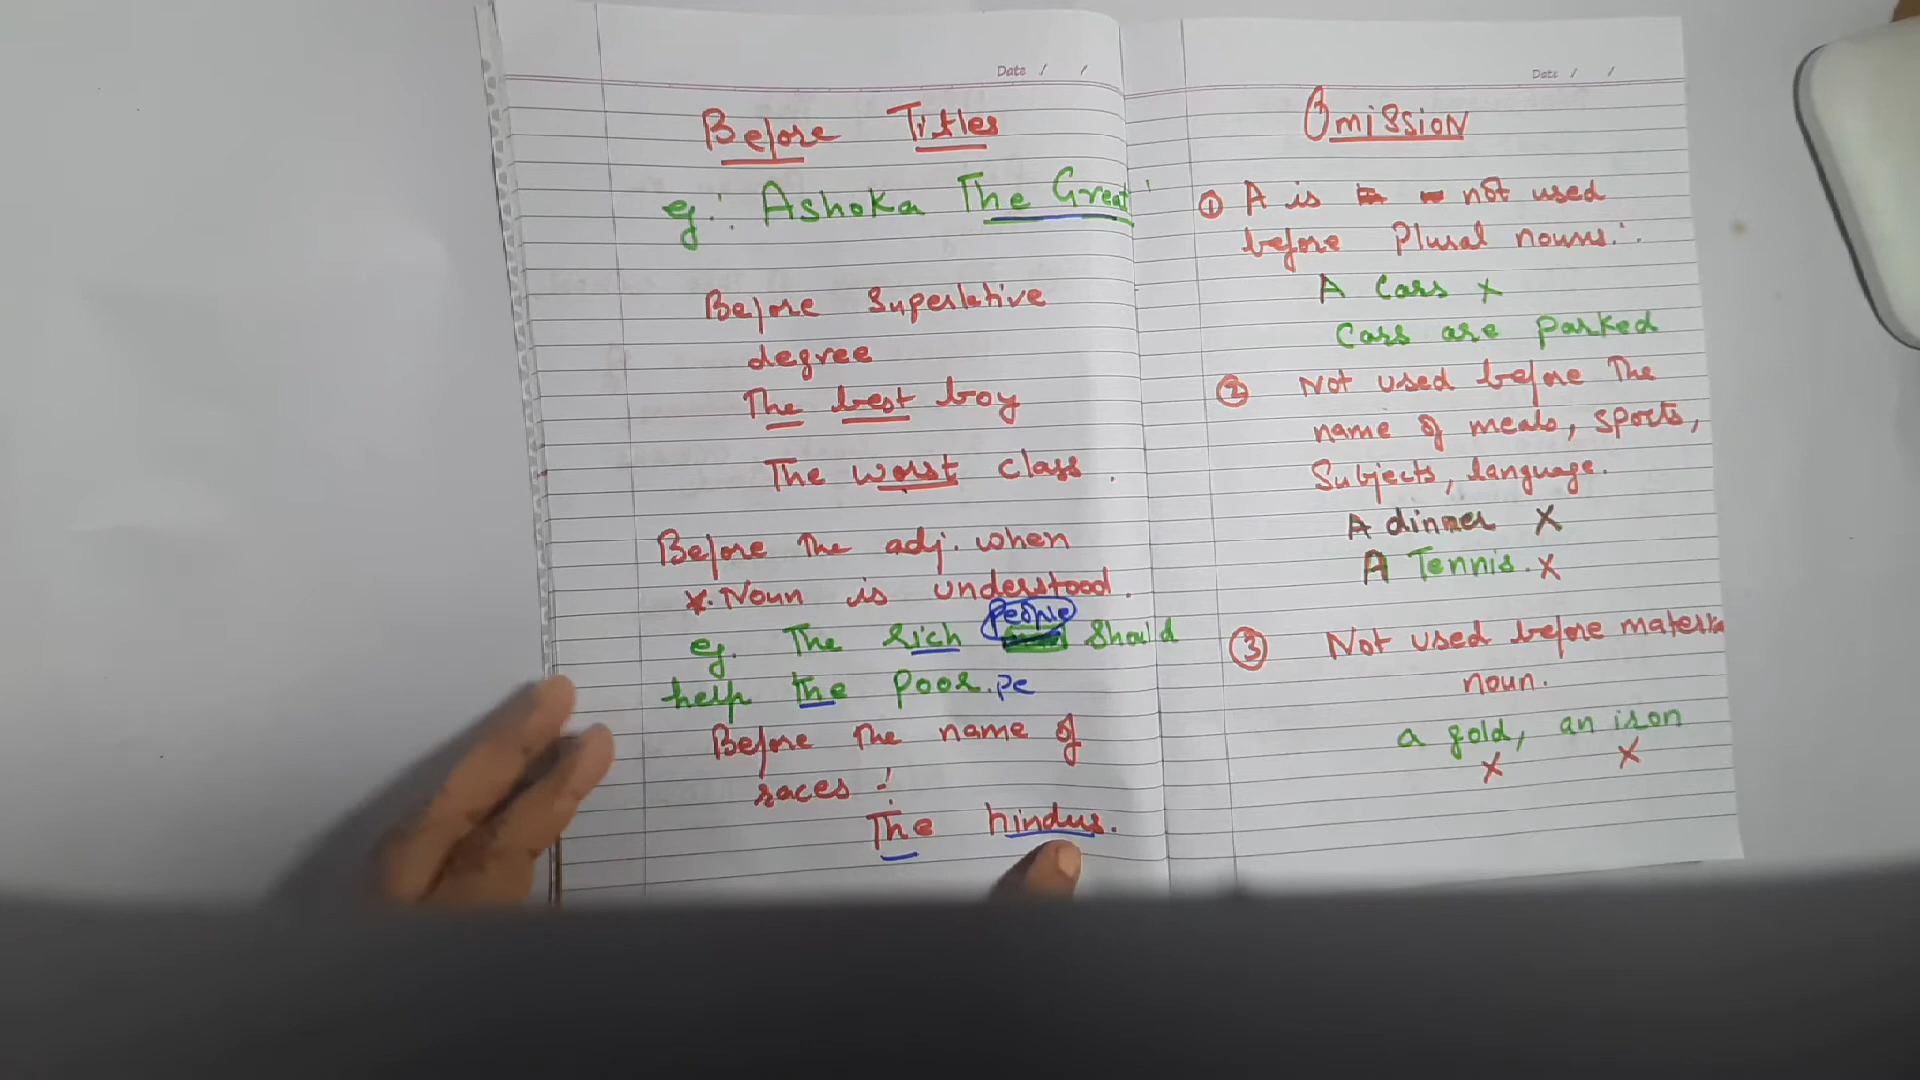 Date / /
Before Titles
eg:. Ashoka The Great'
Before Superlative
degree
The best boy
The worst class.
Before the adj. when
Noun is understood.
people
eg. The rich should
help the poor. pe
Before the name of
races !
The hindus.
Date / /
Omission
① A is not used
before Plural nouns:.
A Cars x
Cars are parked
② Not used before the
name of meals, sports,
Subjects, language.
A dinner X
A Tennis. x
③ Not used before materia
noun.
a gold, an iron
X X